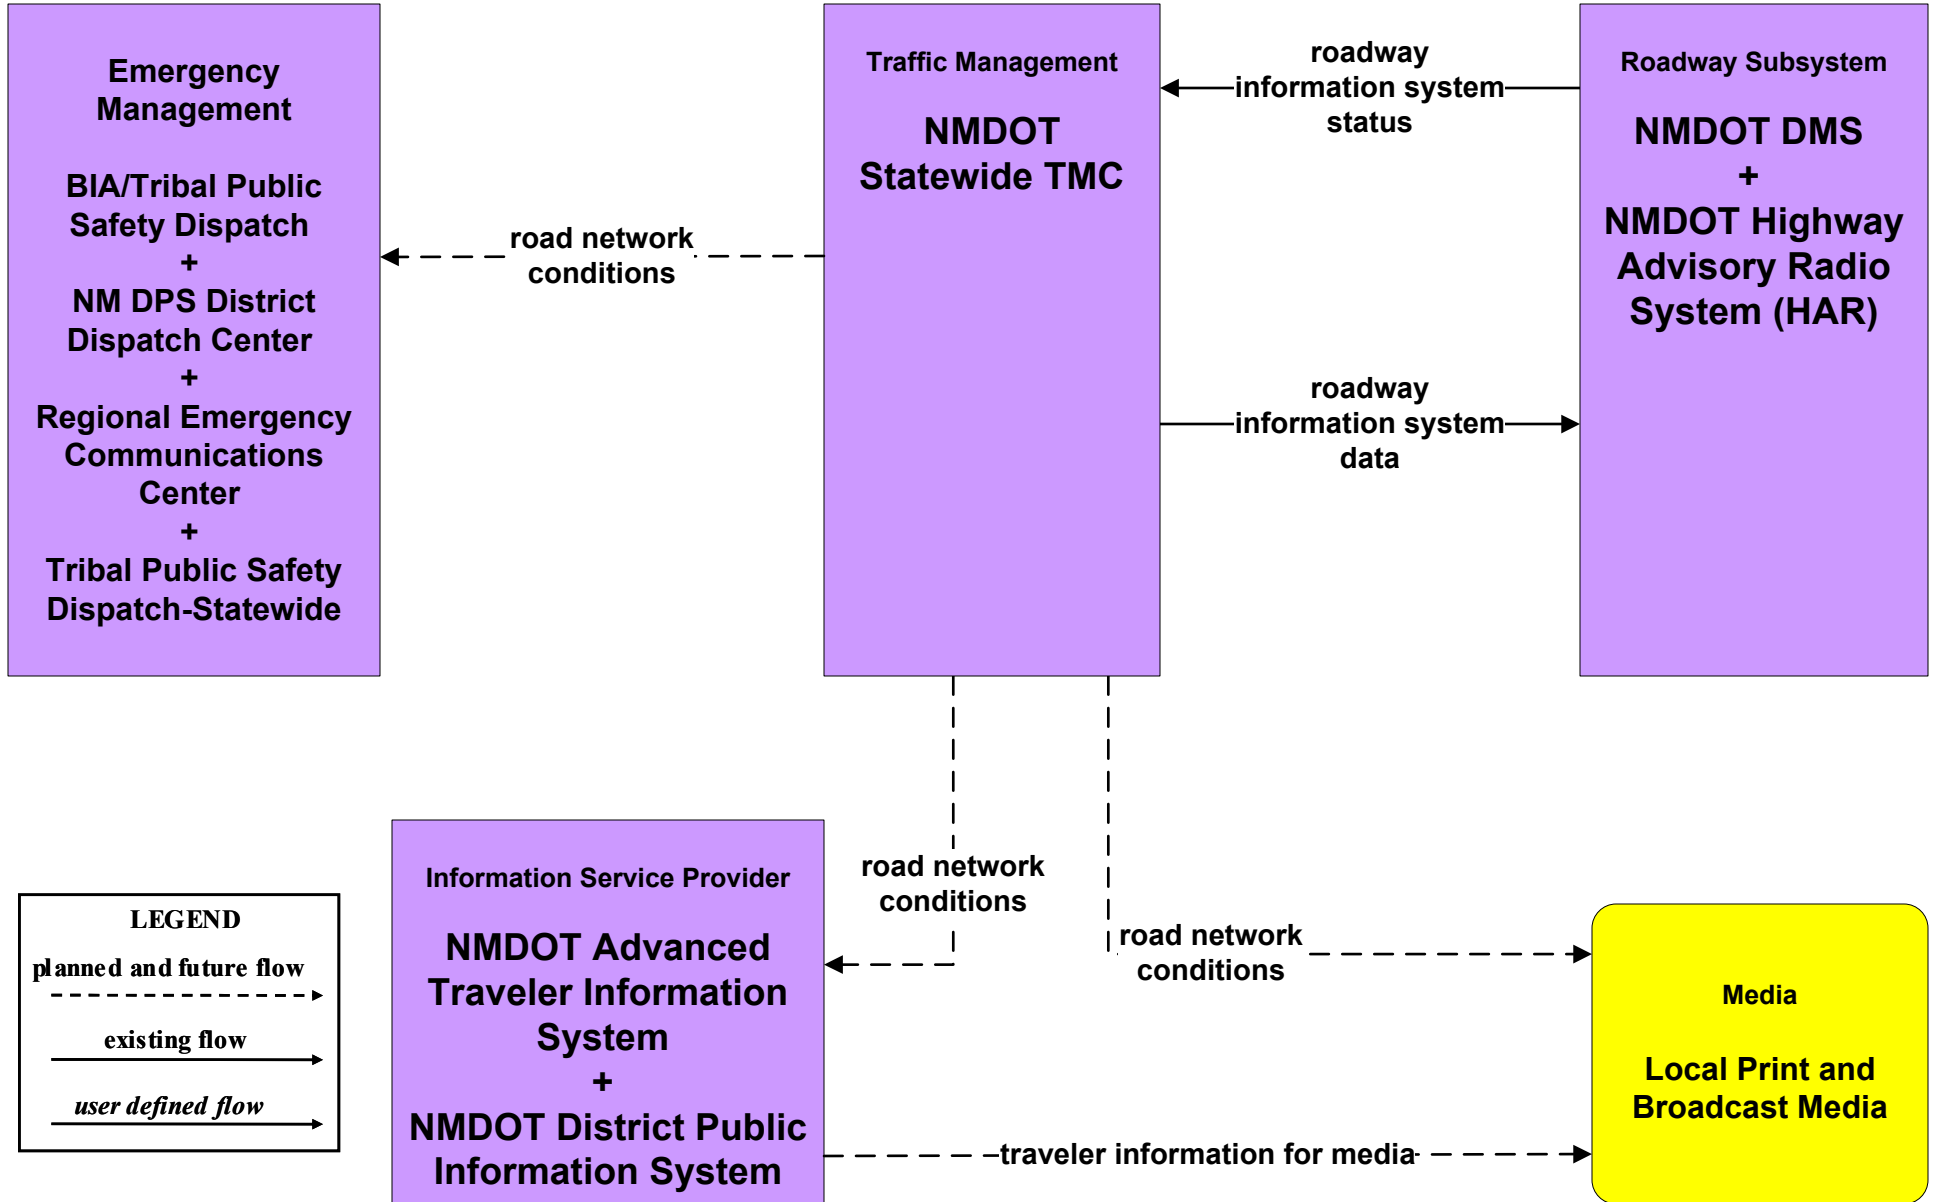 Emergency
Management
BIA/Tribal Public
Safety Dispatch
+
NM DPS District
Dispatch Center
+
Regional Emergency
Communications
Center
+
Tribal Public Safety
Dispatch-Statewide
road network
conditions
Traffic Management
NMDOT
Statewide TMC
roadway
information system
status
roadway
information system
data
Roadway Subsystem
NMDOT DMS
+
NMDOT Highway
Advisory Radio
System (HAR)
road network
conditions
road network
conditions
Information Service Provider
NMDOT Advanced
Traveler Information
System
+
NMDOT District Public
Information System
traveler information for media
Media
Local Print and
Broadcast Media
LEGEND
planned and future flow
existing flow
user defined flow